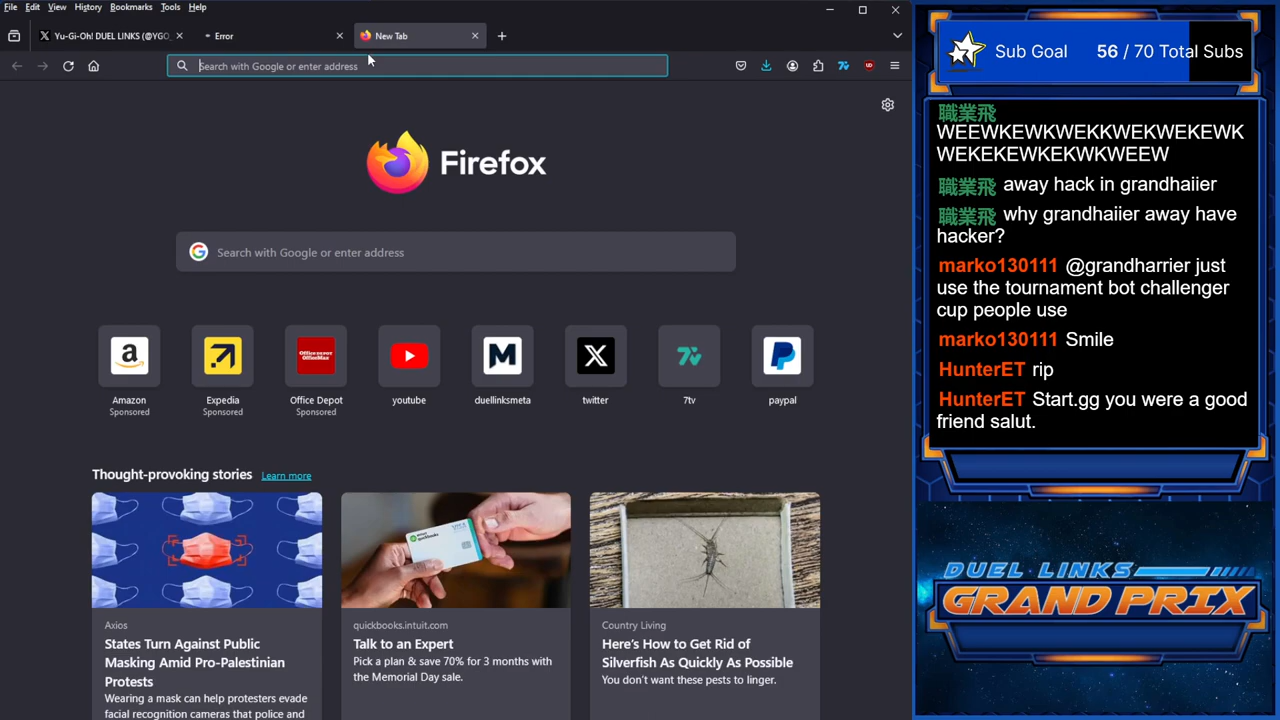 File Edit View History Bookmarks Tools Help
Yu-Gi-Oh! DUEL LINKS (@YGO_
Error
New Tab
Search with Google or enter address
Firefox
Search with Google or enter address
Amazon
Sponsored
Expedia
Sponsored
Office DEPOT
OfficeMax
Office Depot
Sponsored
youtube
duellinksmeta
twitter
7tv
paypal
Thought-provoking stories Learn more
Axios
States Turn Against Public
Masking Amid Pro-Palestinian
Protests
Wearing a mask can help protesters evade
facial recognition cameras that police and
quickbooks.intuit.com
Talk to an Expert
Pick a plan & save 70% for 3 months with
the Memorial Day sale.
Country Living
Here's How to Get Rid of
Silverfish As Quickly As Possible
You don't want these pests to linger.
Sub Goal 56 / 70 Total Subs
職業飛
WEEWKEWKWEKKWEKWEKEWK
WEKEKEWKEKWKWEEW
職業飛 away hack in grandhaiier
職業飛 why grandhaiier away have
hacker?
marko130111 @grandharrier just
use the tournament bot challenger
cup people use
marko130111 Smile
HunterET rip
HunterET Start.gg you were a good
friend salut.
DUEL LINKS
GRAND PRIX